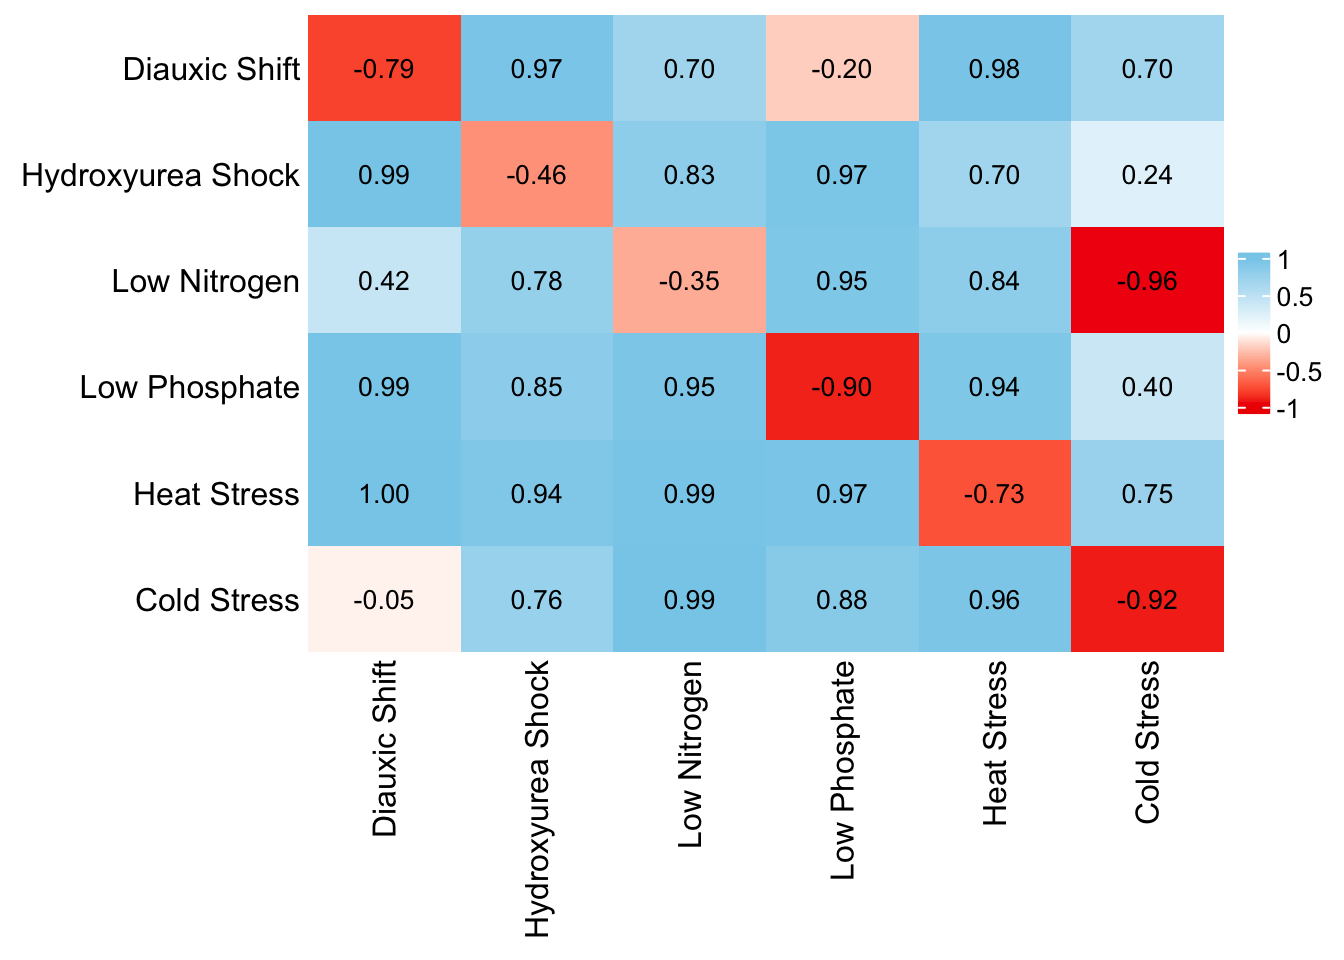 Diauxic Shift -0.79 0.97 0.70 -0.20 0.98 0.70
Hydroxyurea Shock 0.99 -0.46 0.83 0.97 0.70 0.24
Low Nitrogen 0.42 0.78 -0.35 0.95 0.84 -0.96
Low Phosphate 0.99 0.85 0.95 -0.90 0.94 0.40
Heat Stress 1.00 0.94 0.99 0.97 -0.73 0.75
Cold Stress -0.05 0.76 0.99 0.88 0.96 -0.92
Diauxic Shift
Hydroxyurea Shock
Low Nitrogen
Low Phosphate
Heat Stress
Cold Stress
1
0.5
0
-0.5
-1